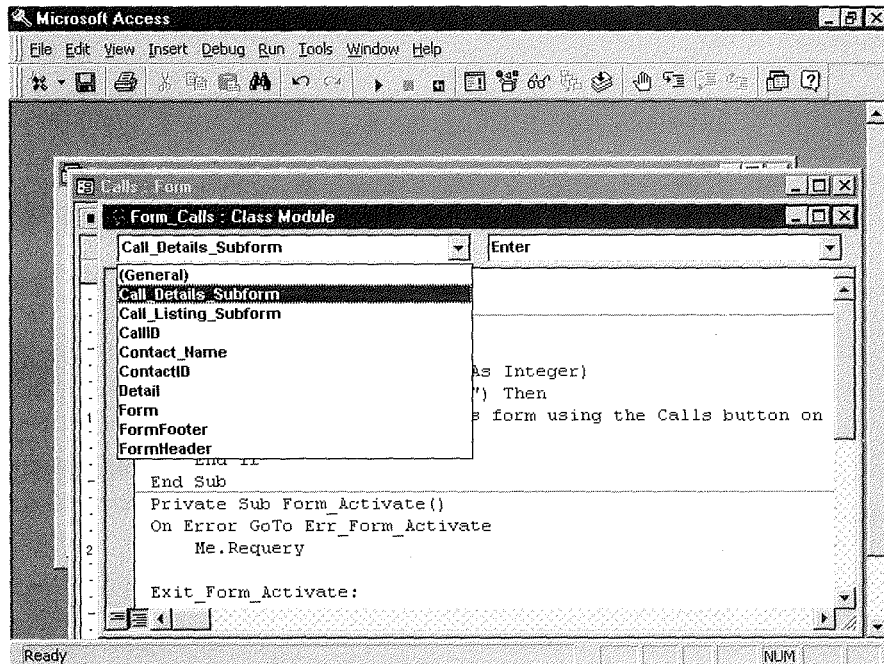 Microsoft Access
File Edit View Insert Debug Run Tools Window Help
Calls : Form
Form_Calls : Class Module
Call_Details_Subform
Enter
(General)
Call_Details_Subform
Call_Listing_Subform
CallID
Contact_Name
ContactID
Detail
Form
FormFooter
FormHeader
As Integer)
") Then
s form using the Calls button on
End If
End Sub
Private Sub Form_Activate()
On Error GoTo Err_Form_Activate
Me.Requery
Exit_Form_Activate:
1
2
Ready
NUM